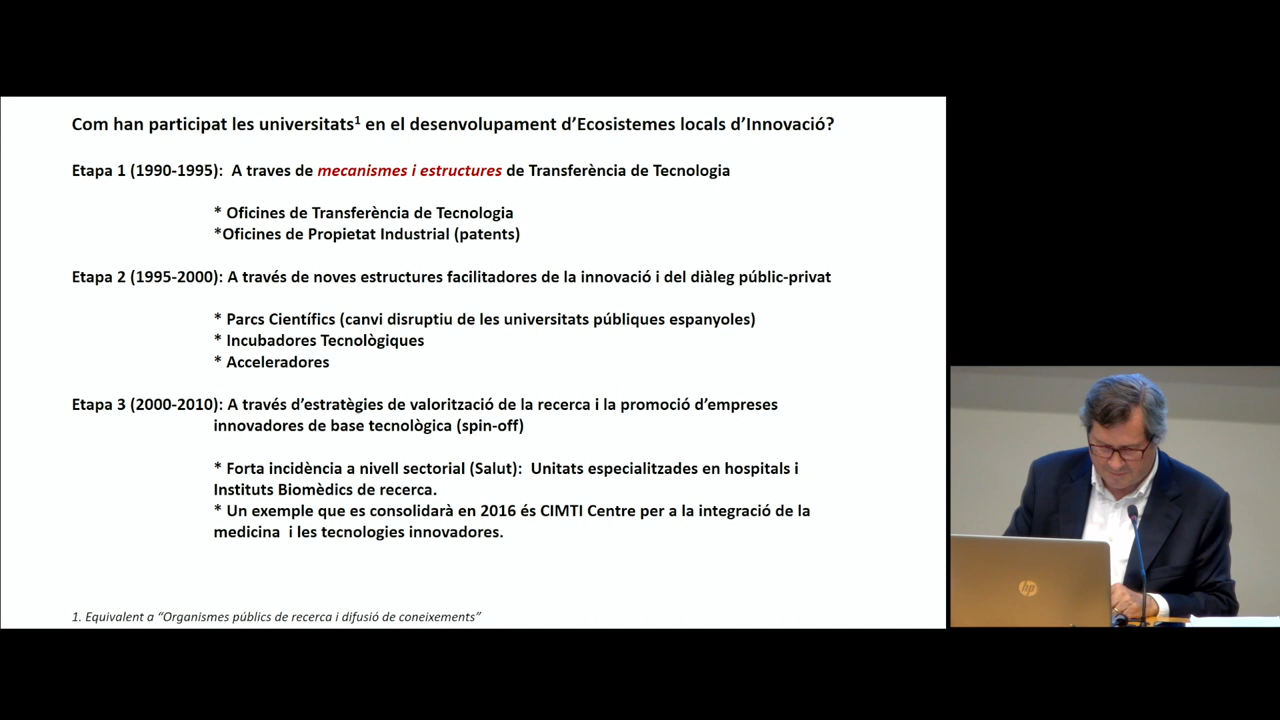 Com han participat les universitats¹ en el desenvolupament d’Ecosistemes locals d’Innovació?
Etapa 1 (1990-1995):  A traves de mecanismes i estructures de Transferència de Tecnologia
* Oficines de Transferència de Tecnologia
*Oficines de Propietat Industrial (patents)
Etapa 2 (1995-2000): A través de noves estructures facilitadores de la innovació i del diàleg públic-privat
* Parcs Científics (canvi disruptiu de les universitats públiques espanyoles)
* Incubadores Tecnològiques
* Acceleradores
Etapa 3 (2000-2010): A través d’estratègies de valorització de la recerca i la promoció d’empreses
innovadores de base tecnològica (spin-off)
* Forta incidència a nivell sectorial (Salut):  Unitats especialitzades en hospitals i
Instituts Biomèdics de recerca.
* Un exemple que es consolidarà en 2016 és CIMTI Centre per a la integració de la
medicina  i les tecnologies innovadores.
1. Equivalent a “Organismes públics de recerca i difusió de coneixements”
hp